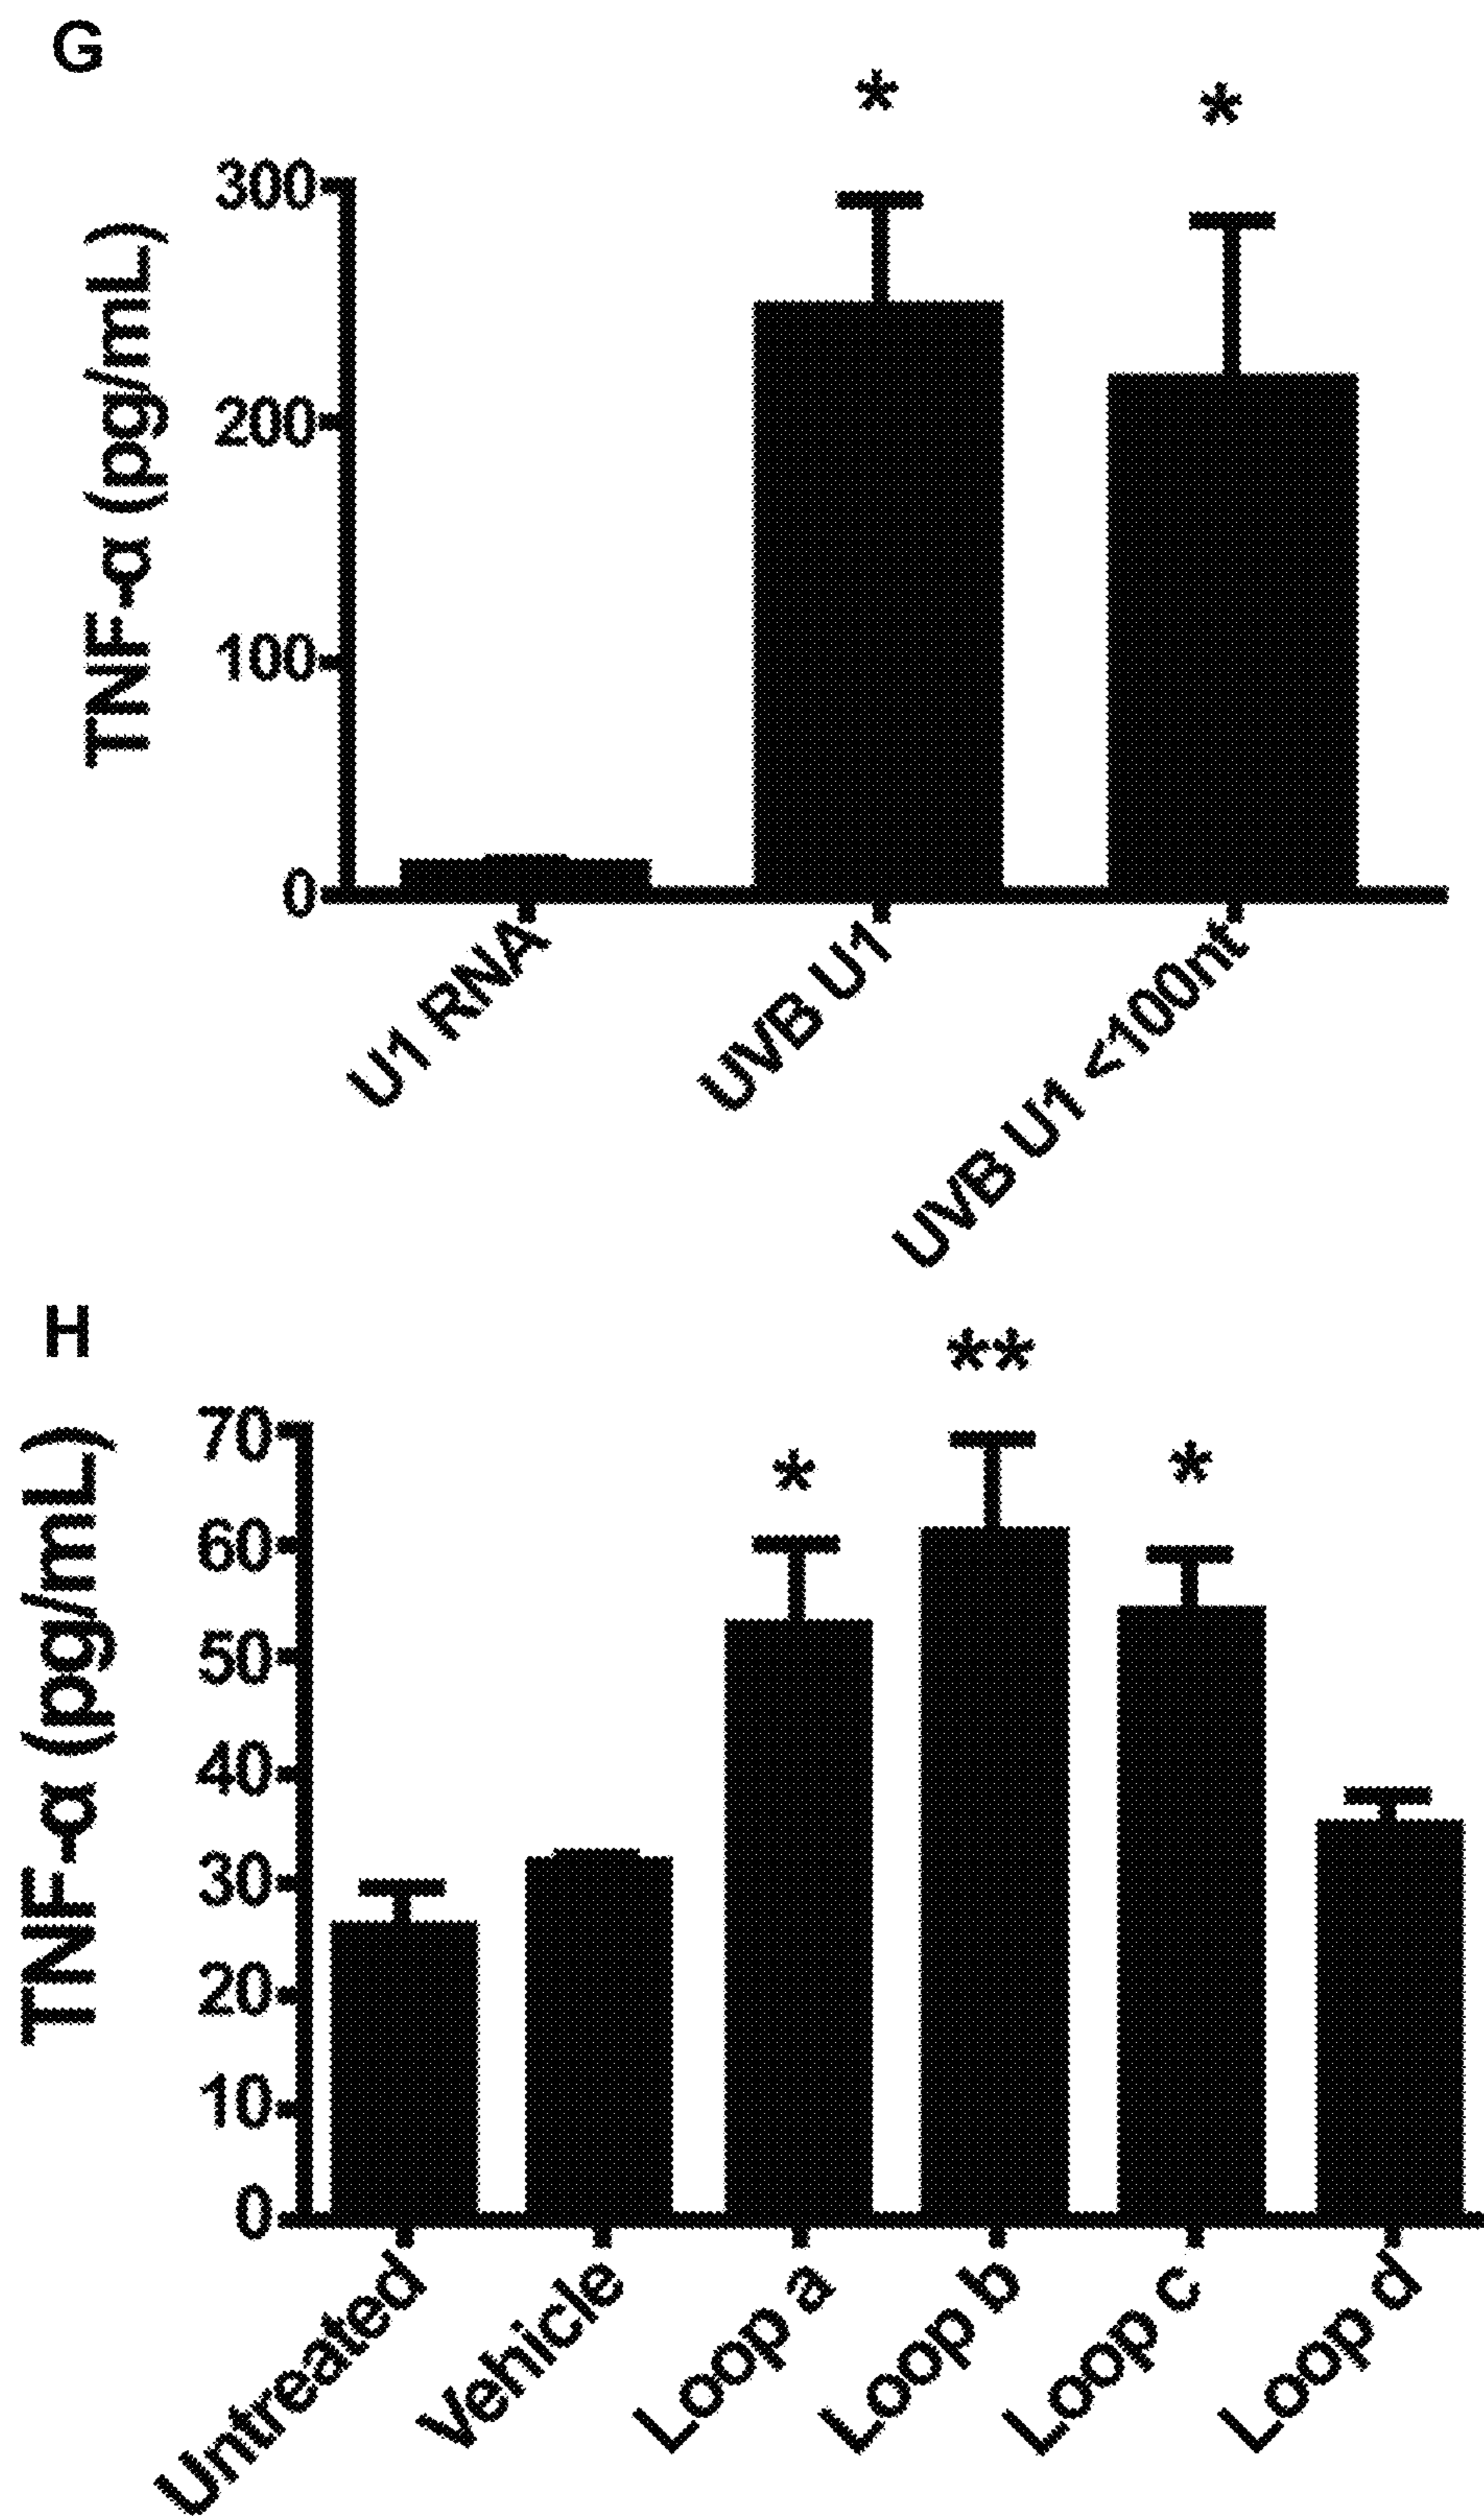 G
*
*
300
200
100
0
TNF-α (pg/mL)
U1 RNA
UVB U1
UVB U1 <100nt
H
**
*
*
70
60
50
40
30
20
10
0
TNF-α (pg/mL)
Untreated
Vehicle
Loop a
Loop b
Loop c
Loop d